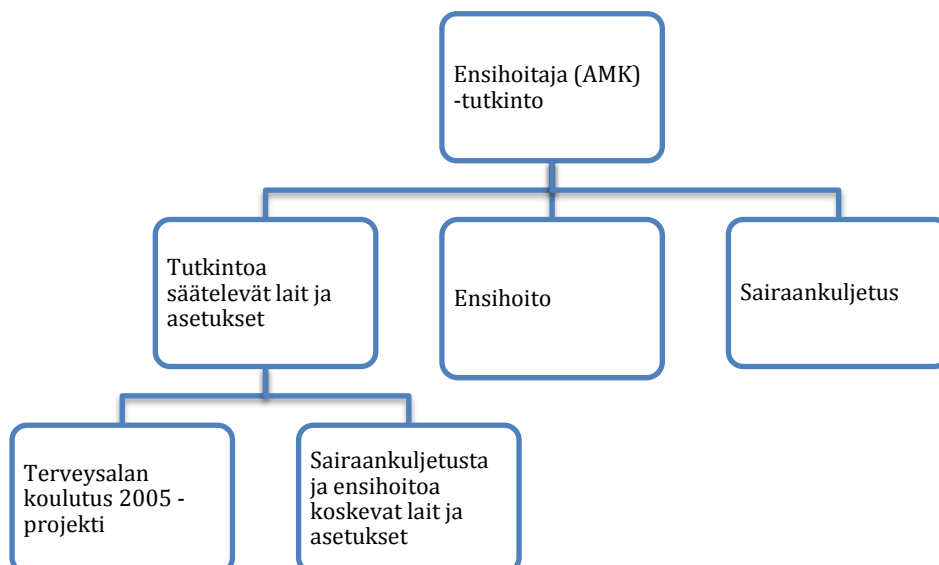 Ensihoitaja (AMK)
-tutkinto
Tutkintoa
säätelevät lait ja
asetukset
Ensihoito
Sairaankuljetus
Terveysalan
koulutus 2005 -
projekti
Sairaankuljetusta
ja ensihoitoa
koskevat lait ja
asetukset